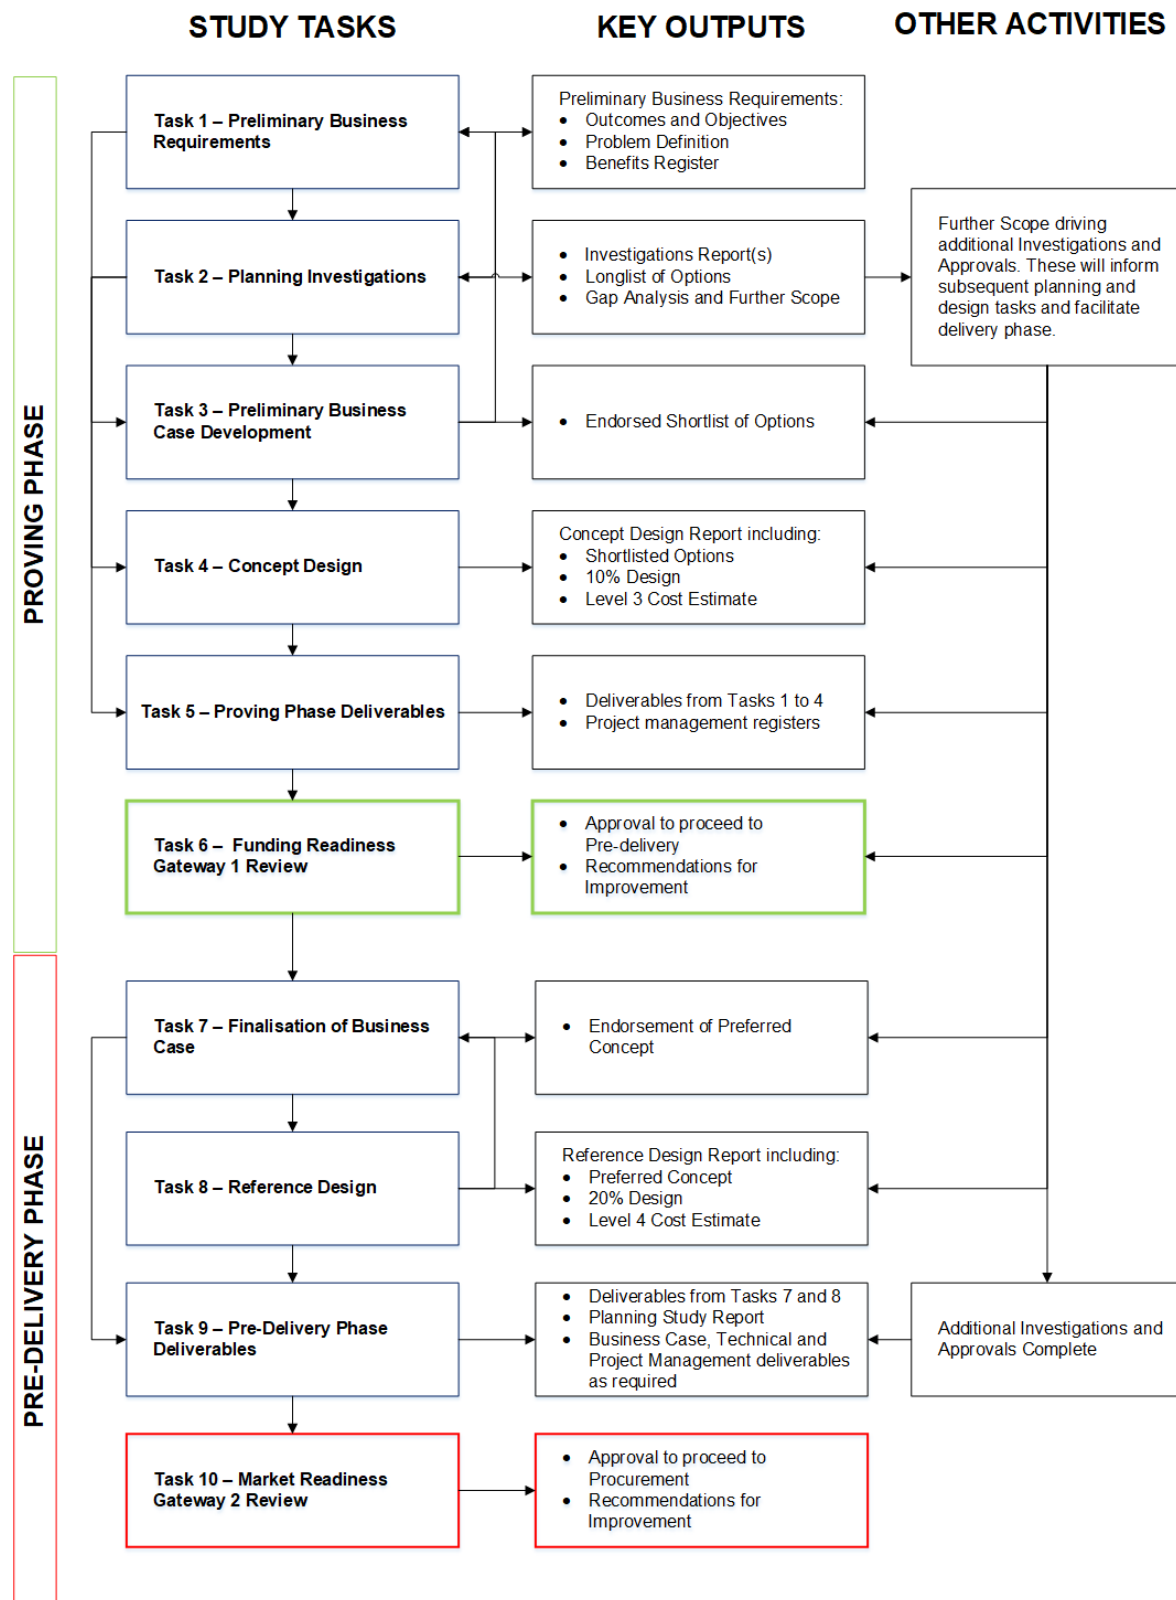 STUDY TASKS
KEY OUTPUTS
OTHER ACTIVITIES
PROVING PHASE
Task 1 – Preliminary Business
Requirements
Preliminary Business Requirements:
• Outcomes and Objectives
• Problem Definition
• Benefits Register
Task 2 – Planning Investigations
• Investigations Report(s)
• Longlist of Options
• Gap Analysis and Further Scope
Further Scope driving
additional Investigations and
Approvals. These will inform
subsequent planning and
design tasks and facilitate
delivery phase.
Task 3 – Preliminary Business
Case Development
• Endorsed Shortlist of Options
Task 4 – Concept Design
Concept Design Report including:
• Shortlisted Options
• 10% Design
• Level 3 Cost Estimate
Task 5 – Proving Phase Deliverables
• Deliverables from Tasks 1 to 4
• Project management registers
Task 6 – Funding Readiness
Gateway 1 Review
• Approval to proceed to
Pre-delivery
• Recommendations for
Improvement
PRE-DELIVERY PHASE
Task 7 – Finalisation of Business
Case
• Endorsement of Preferred
Concept
Task 8 – Reference Design
Reference Design Report including:
• Preferred Concept
• 20% Design
• Level 4 Cost Estimate
Task 9 – Pre-Delivery Phase
Deliverables
• Deliverables from Tasks 7 and 8
• Planning Study Report
• Business Case, Technical and
Project Management deliverables
as required
Additional Investigations and
Approvals Complete
Task 10 – Market Readiness
Gateway 2 Review
• Approval to proceed to
Procurement
• Recommendations for
Improvement